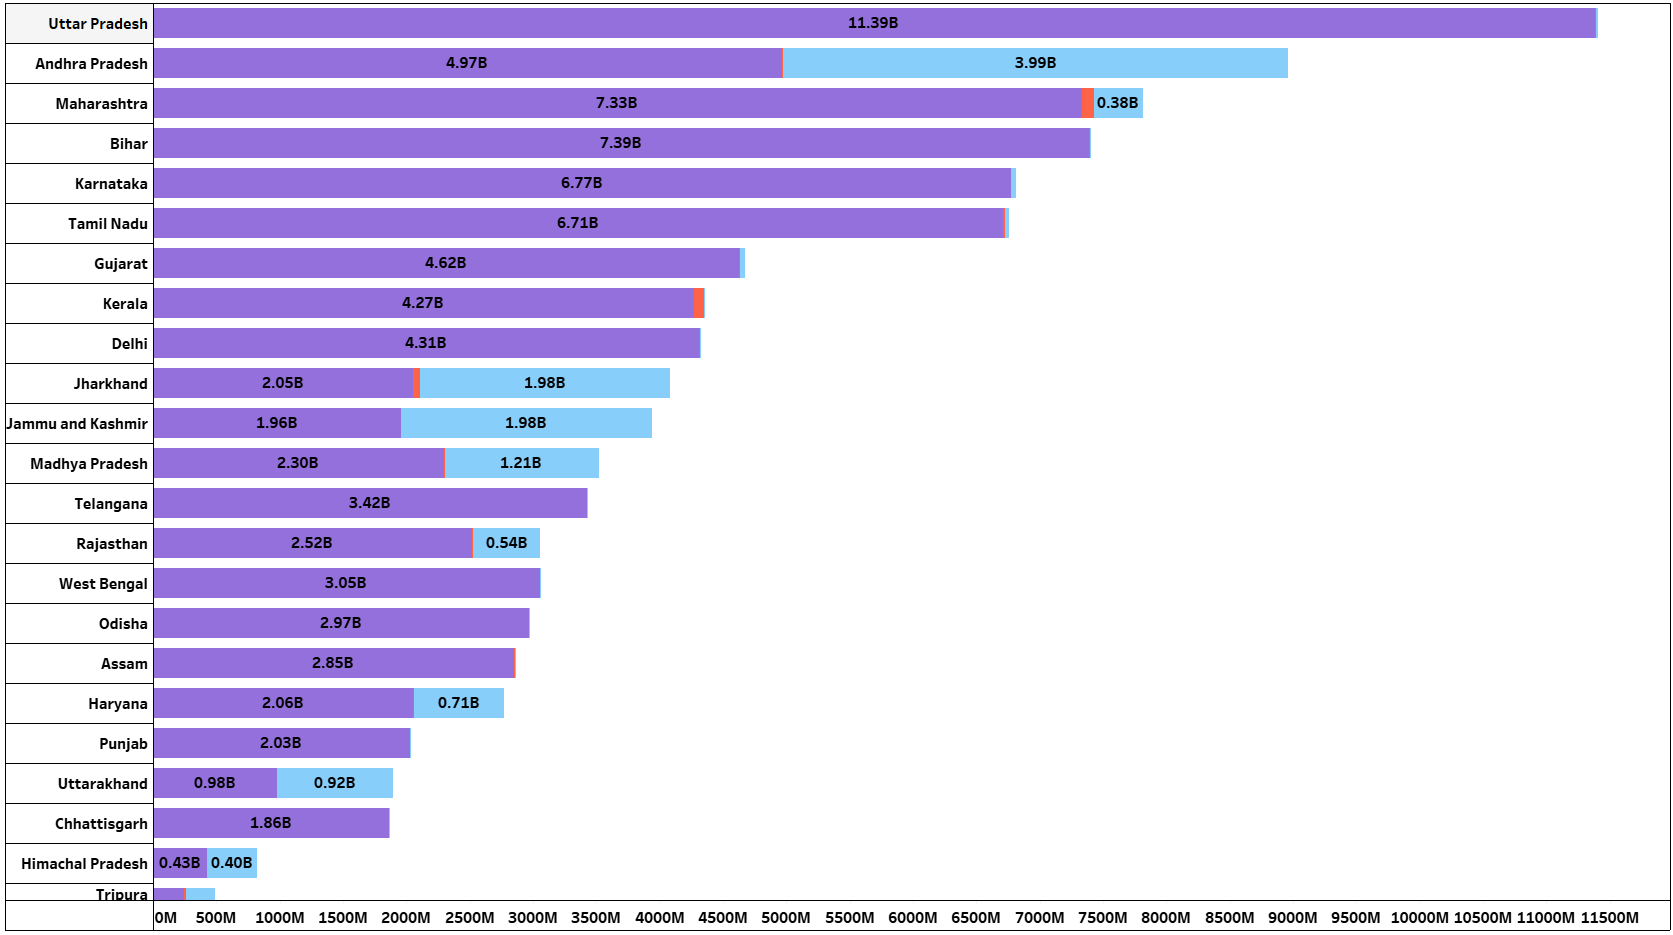 Uttar Pradesh 11.39B
Andhra Pradesh 4.97B 3.99B
Maharashtra 7.33B 0.38B
Bihar 7.39B
Karnataka 6.77B
Tamil Nadu 6.71B
Gujarat 4.62B
Kerala 4.27B
Delhi 4.31B
Jharkhand 2.05B 1.98B
Jammu and Kashmir 1.96B 1.98B
Madhya Pradesh 2.30B 1.21B
Telangana 3.42B
Rajasthan 2.52B 0.54B
West Bengal 3.05B
Odisha 2.97B
Assam 2.85B
Haryana 2.06B 0.71B
Punjab 2.03B
Uttarakhand 0.98B 0.92B
Chhattisgarh 1.86B
Himachal Pradesh 0.43B 0.40B
Tripura
0M 500M 1000M 1500M 2000M 2500M 3000M 3500M 4000M 4500M 5000M 5500M 6000M 6500M 7000M 7500M 8000M 8500M 9000M 9500M 10000M 10500M 11000M 11500M